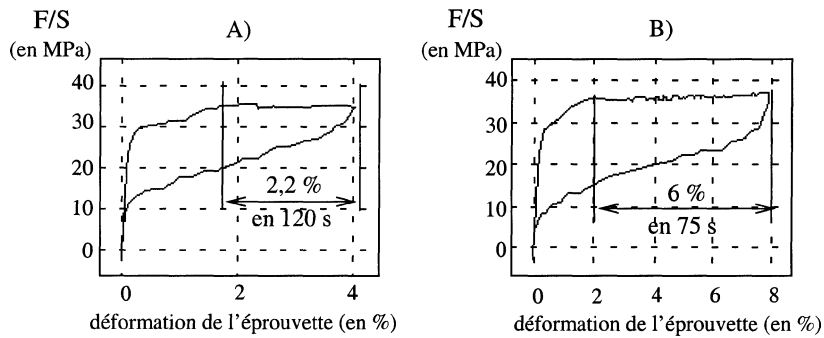 F/S
(en MPa)
A)
40
30
20
10
0
2,2 %
en 120 s
0 2 4
déformation de l'éprouvette (en %)
F/S
(en MPa)
B)
40
30
20
10
0
6 %
en 75 s
0 2 4 6 8
déformation de l'éprouvette (en %)